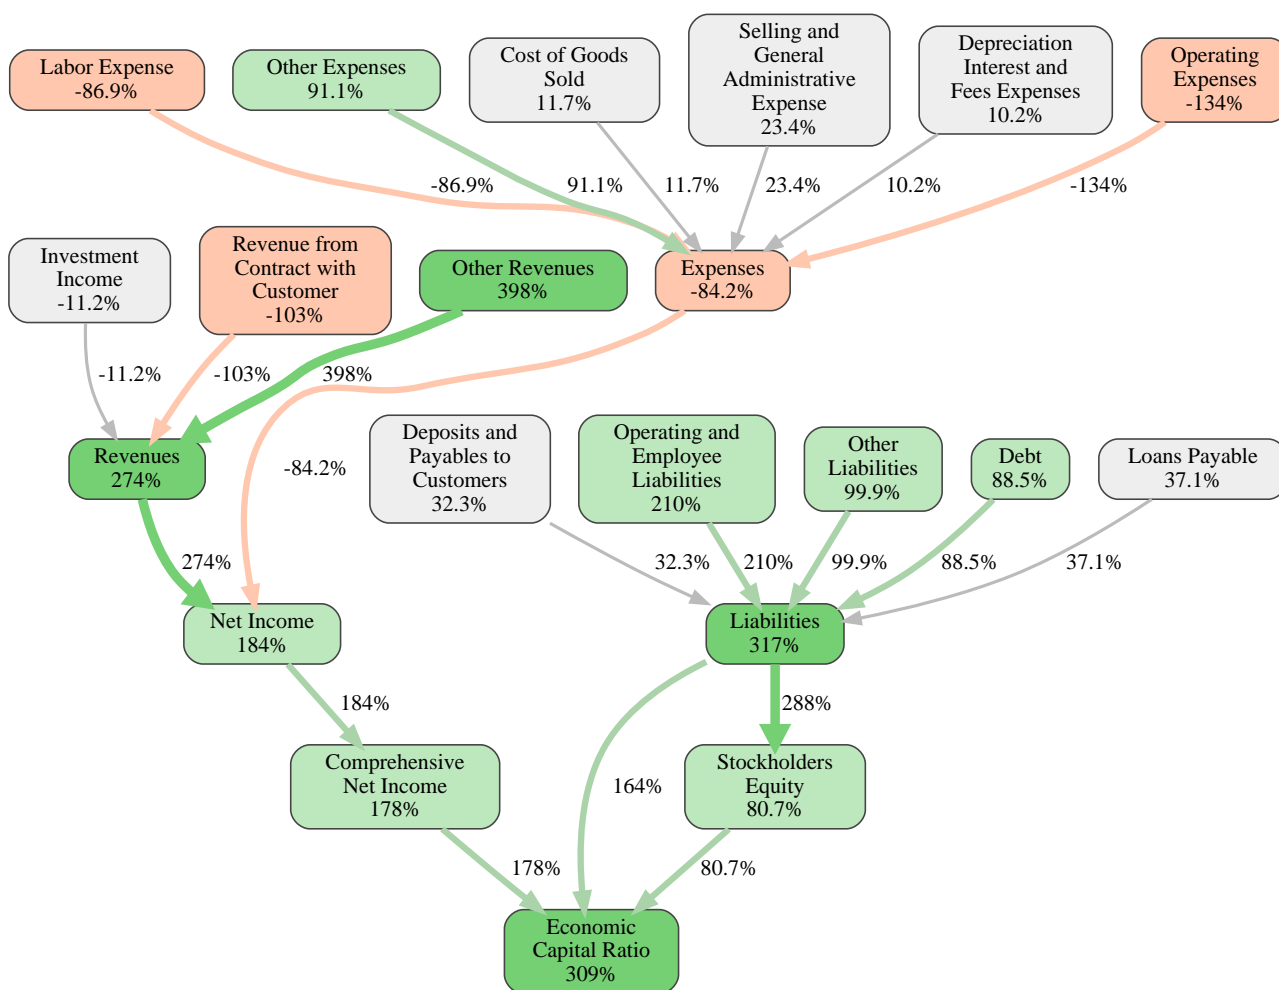 Labor Expense
-86.9%
Other Expenses
91.1%
Cost of Goods
Sold
11.7%
Selling and
General
Administrative
Expense
23.4%
Depreciation
Interest and
Fees Expenses
10.2%
Operating
Expenses
-134%
-86.9%
91.1%
11.7%
23.4%
10.2%
-134%
Investment
Income
-11.2%
Revenue from
Contract with
Customer
-103%
Other Revenues
398%
Expenses
-84.2%
-11.2%
-103%
398%
Revenues
274%
-84.2%
Deposits and
Payables to
Customers
32.3%
Operating and
Employee
Liabilities
210%
Other
Liabilities
99.9%
Debt
88.5%
Loans Payable
37.1%
274%
32.3%
210%
99.9%
88.5%
37.1%
Net Income
184%
Liabilities
317%
184%
288%
Comprehensive
Net Income
178%
164%
Stockholders
Equity
80.7%
178%
80.7%
Economic
Capital Ratio
309%